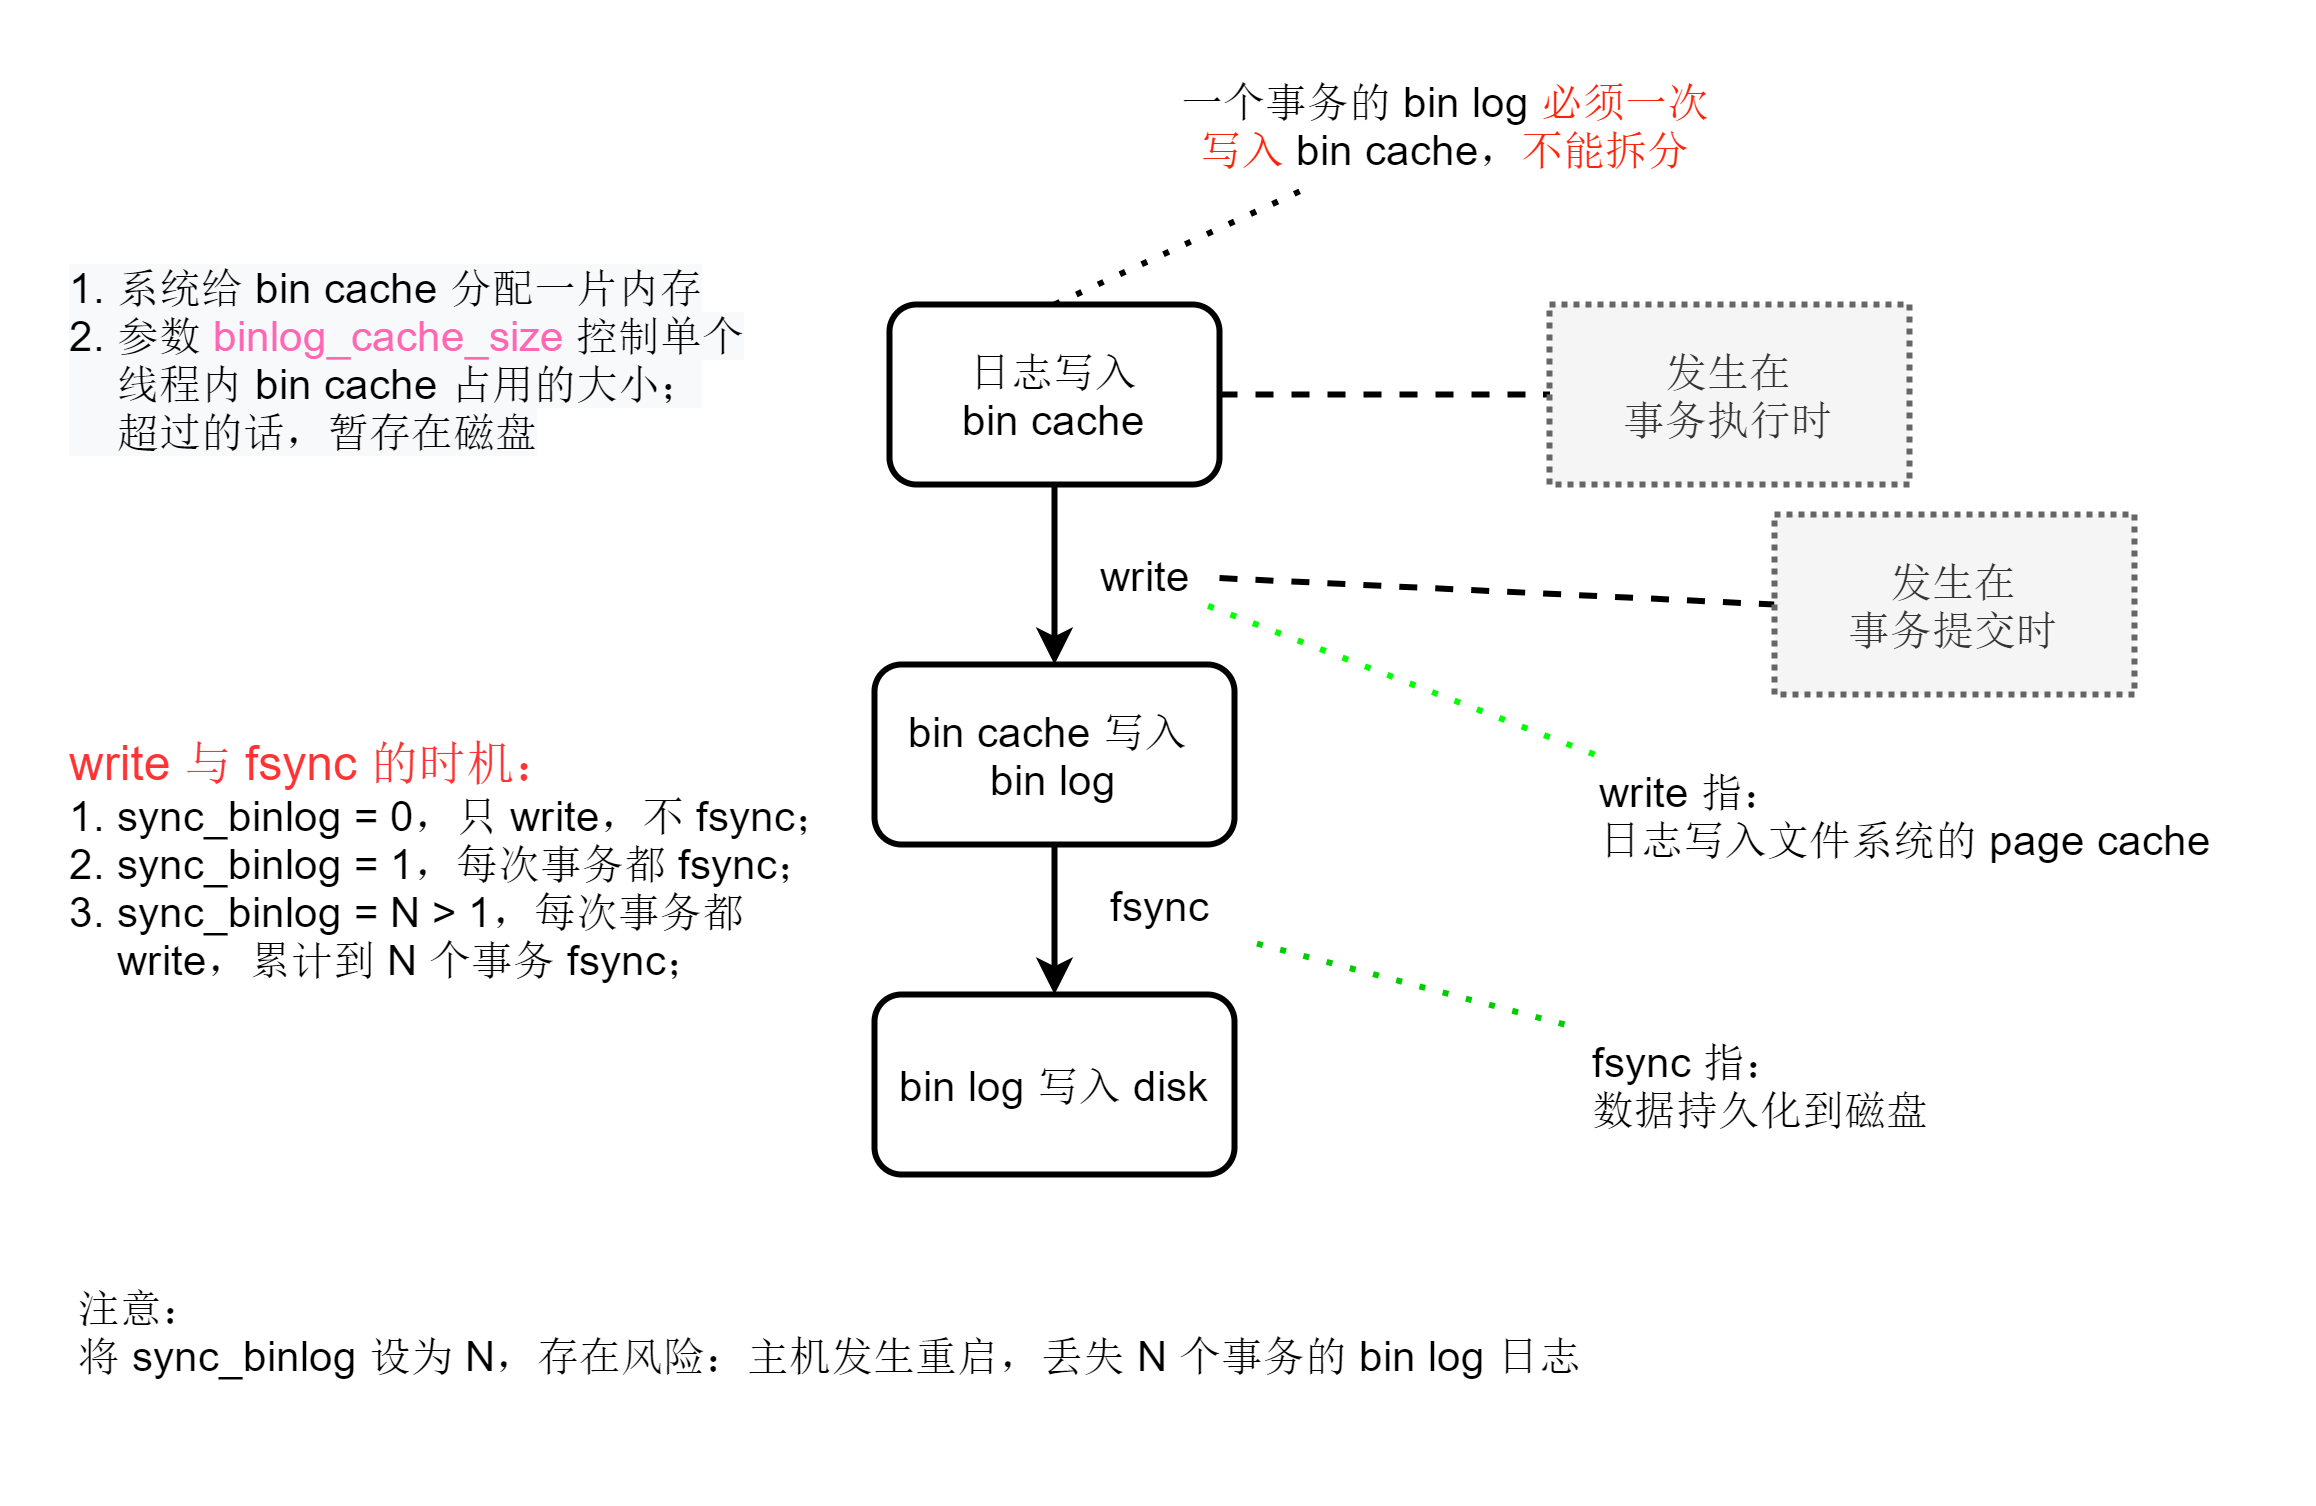 一个事务的 bin log 必须一次
写入 bin cache，不能拆分
1. 系统给 bin cache 分配一片内存
2. 参数 binlog_cache_size 控制单个
线程内 bin cache 占用的大小；
超过的话，暂存在磁盘
日志写入
bin cache
发生在
事务执行时
write
发生在
事务提交时
bin cache 写入
bin log
write 与 fsync 的时机：
1. sync_binlog = 0，只 write，不 fsync；
2. sync_binlog = 1，每次事务都 fsync；
3. sync_binlog = N > 1，每次事务都
write，累计到 N 个事务 fsync；
write 指：
日志写入文件系统的 page cache
fsync
bin log 写入 disk
fsync 指：
数据持久化到磁盘
注意：
将 sync_binlog 设为 N，存在风险：主机发生重启，丢失 N 个事务的 bin log 日志